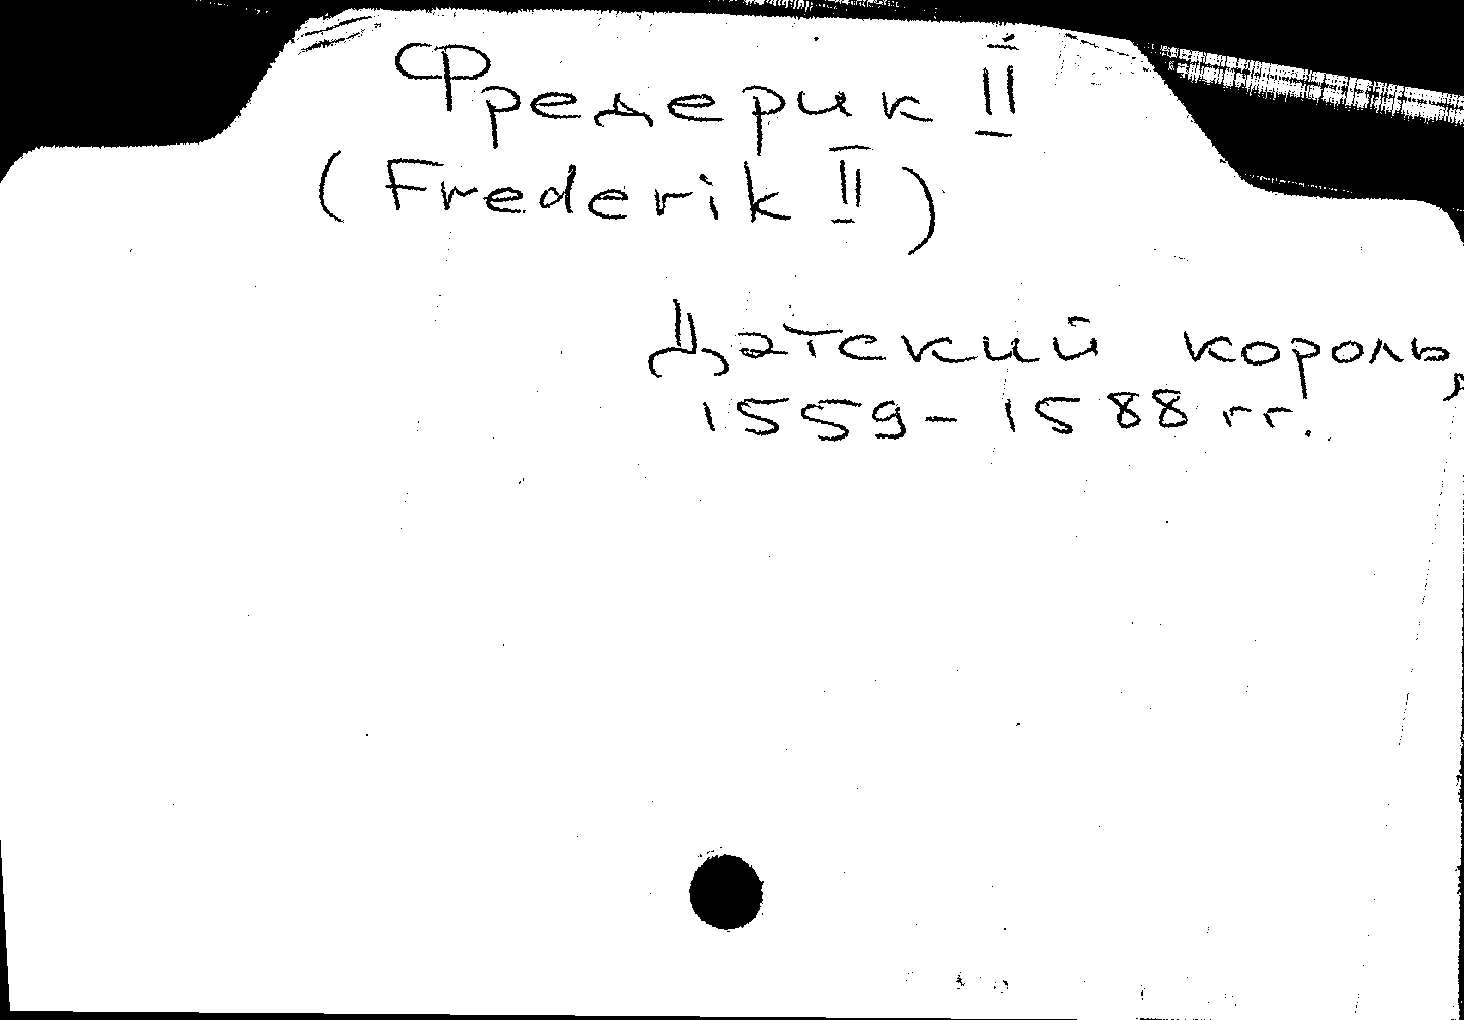 Фредерик II
(Frederik II)
Датский король,
1559-1588 гг.